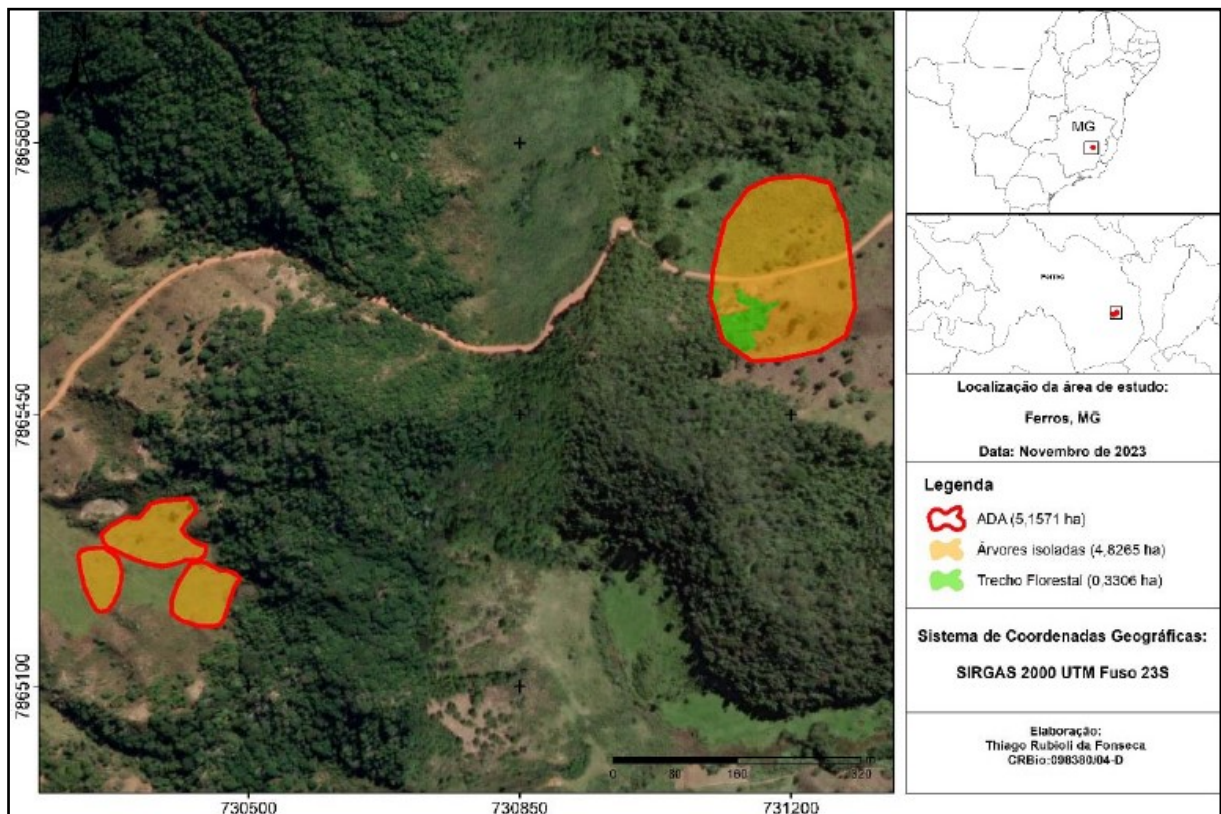 7865800
7865450
7865100
730500
730850
731200
0
80
160
320
m
MG
Ferros
Localização da área de estudo:
Ferros, MG
Data: Novembro de 2023
Legenda
ADA (5,1571 ha)
Árvores isoladas (4,8265 ha)
Trecho Florestal (0,3306 ha)
Sistema de Coordenadas Geográficas:
SIRGAS 2000 UTM Fuso 23S
Elaboração:
Thiago Rubioli da Fonseca
CRBio:098380/04-D